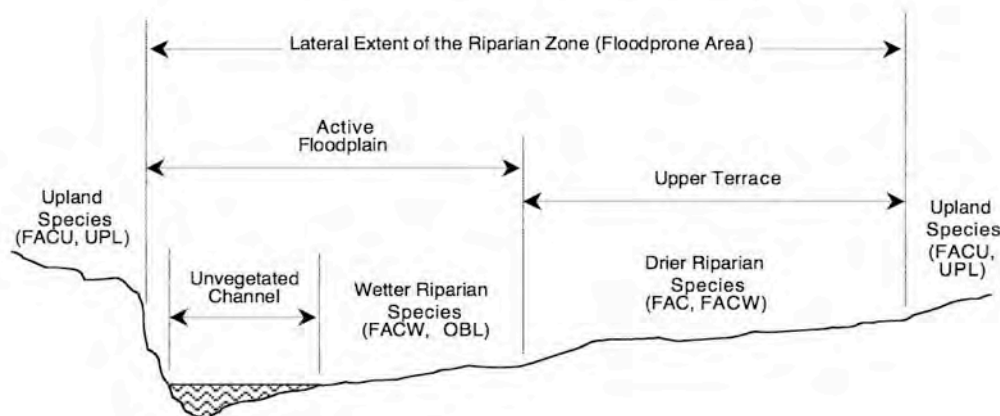 Lateral Extent of the Riparian Zone (Floodprone Area)
Active
Floodplain
Upper Terrace
Upland
Species
(FACU, UPL)
Unvegetated
Channel
Wetter Riparian
Species
(FACW, OBL)
Drier Riparian
Species
(FAC, FACW)
Upland
Species
(FACU,
UPL)